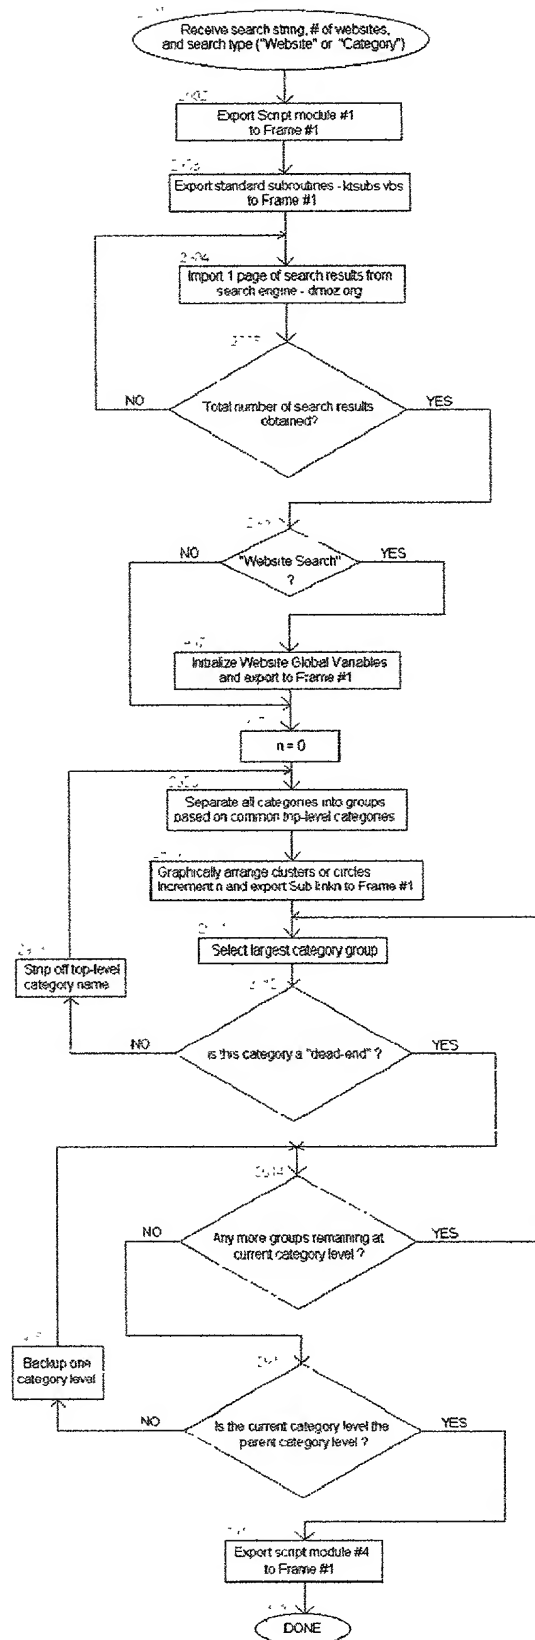 Receive search string, # of websites,
and search type ("Website" or "Category")
Export Script module #1
to Frame #1
Export standard subroutines - ktsubs vbs
to Frame #1
Import 1 page of search results from
search engine - dmoz org
Total number of search results
obtained?
NO
YES
"Website Search"
?
NO
YES
Initialize Website Global Variables
and export to Frame #1
n = 0
Separate all categories into groups
based on common top-level categories
Graphically arrange clusters or circles
Increment n and export Sub linkn to Frame #1
Select largest category group
Strip off top-level
category name
is this category a "dead-end" ?
NO
YES
Any more groups remaining at
current category level ?
NO
YES
Backup one
category level
Is the current category level the
parent category level ?
NO
YES
Export script module #4
to Frame #1
DONE